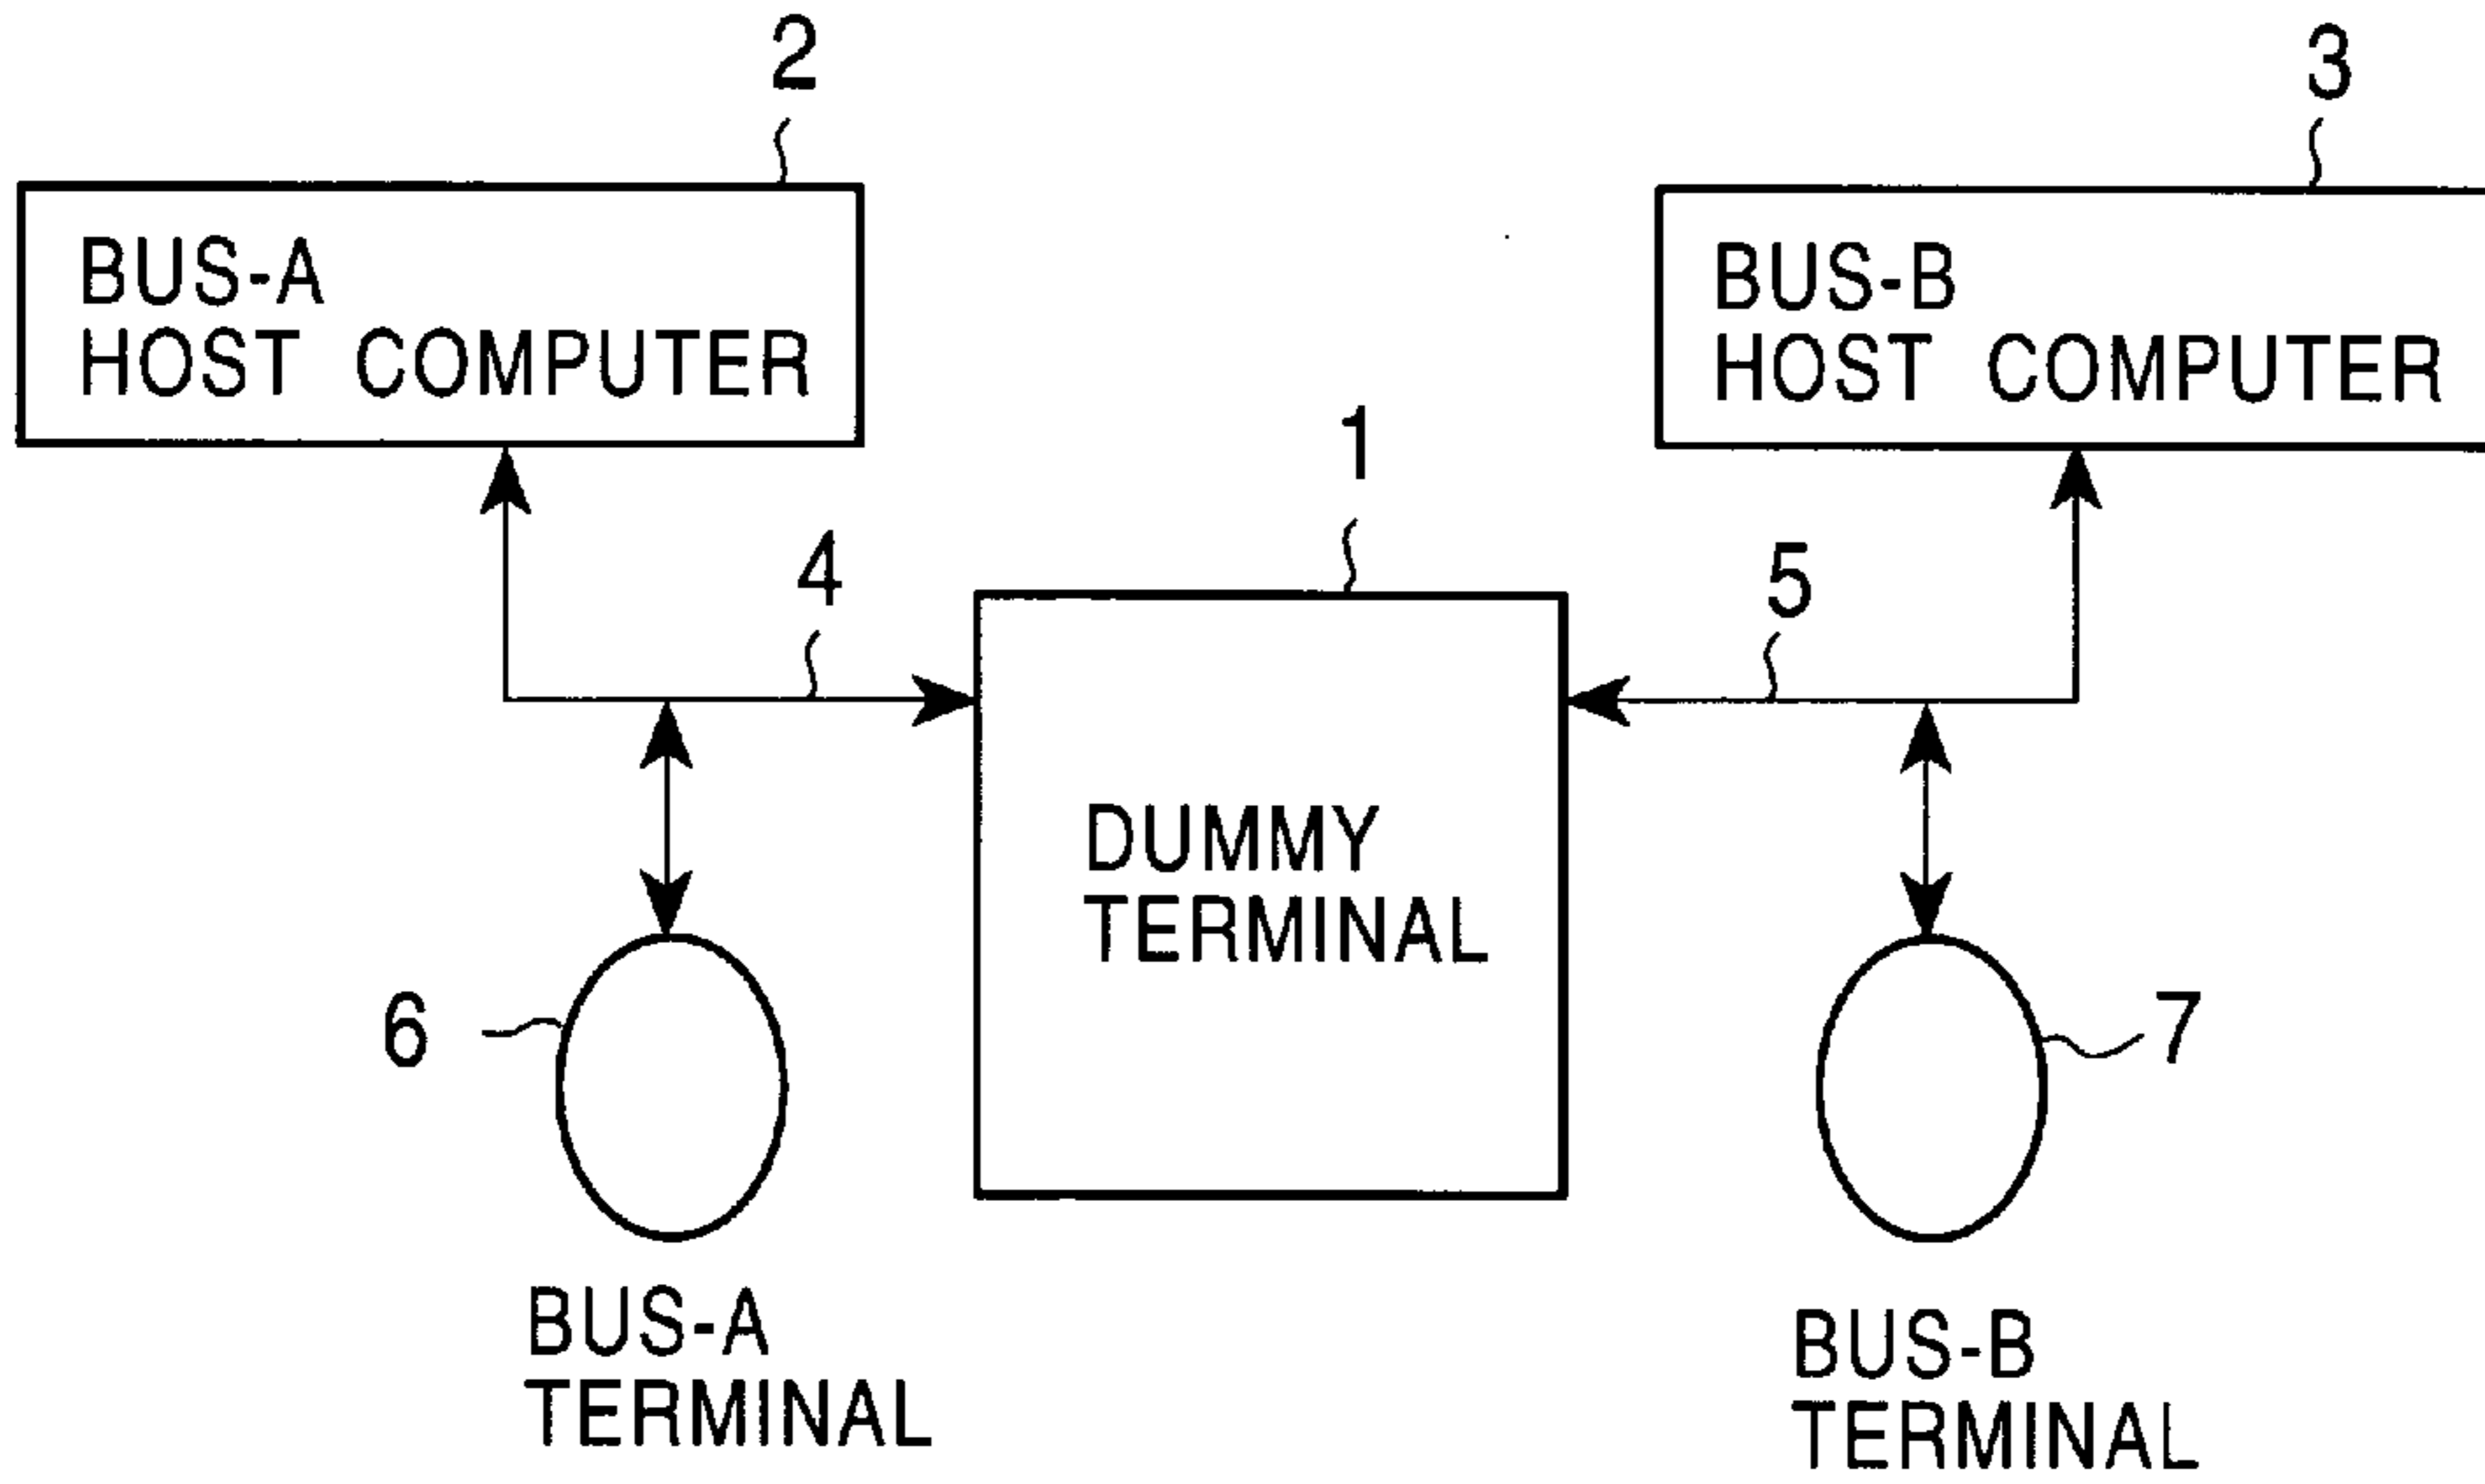 2
3
BUS-A
HOST COMPUTER
BUS-B
HOST COMPUTER
1
4
5
DUMMY
TERMINAL
6
7
BUS-A
TERMINAL
BUS-B
TERMINAL